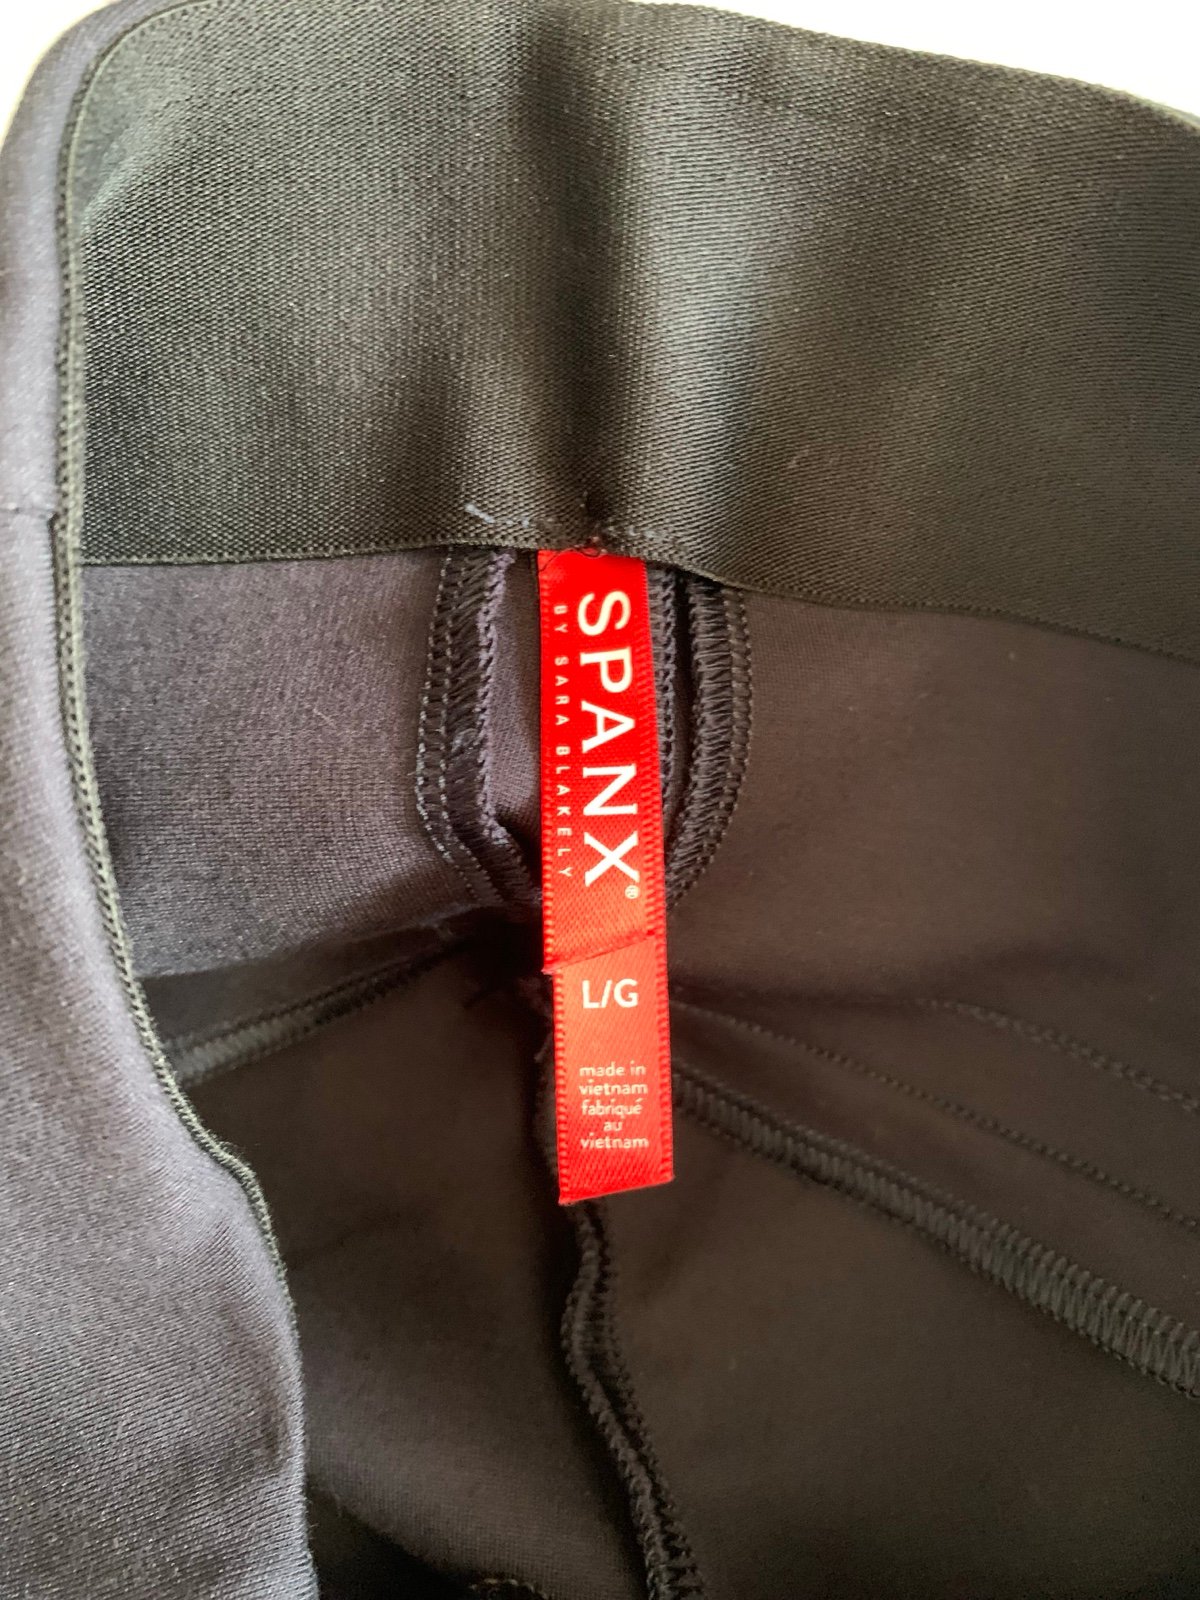 SPANX®
BY SARA BLAKELY
L/G
made in
vietnam
fabriqué
au
vietnam